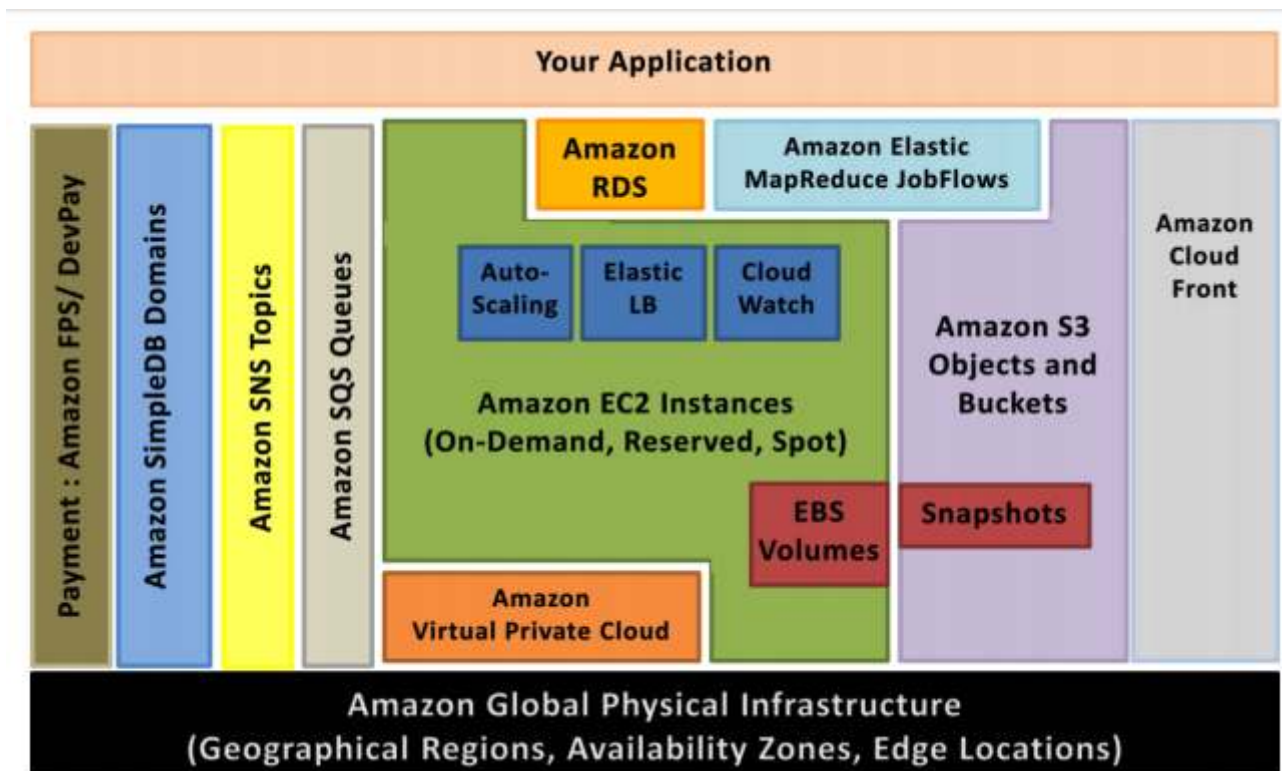 Your Application
Payment : Amazon FPS/ DevPay
Amazon SimpleDB Domains
Amazon SNS Topics
Amazon SQS Queues
Amazon
RDS
Amazon Elastic
MapReduce JobFlows
Auto-
Scaling
Elastic
LB
Cloud
Watch
Amazon EC2 Instances
(On-Demand, Reserved, Spot)
EBS
Volumes
Amazon
Virtual Private Cloud
Amazon S3
Objects and
Buckets
Snapshots
Amazon
Cloud
Front
Amazon Global Physical Infrastructure
(Geographical Regions, Availability Zones, Edge Locations)